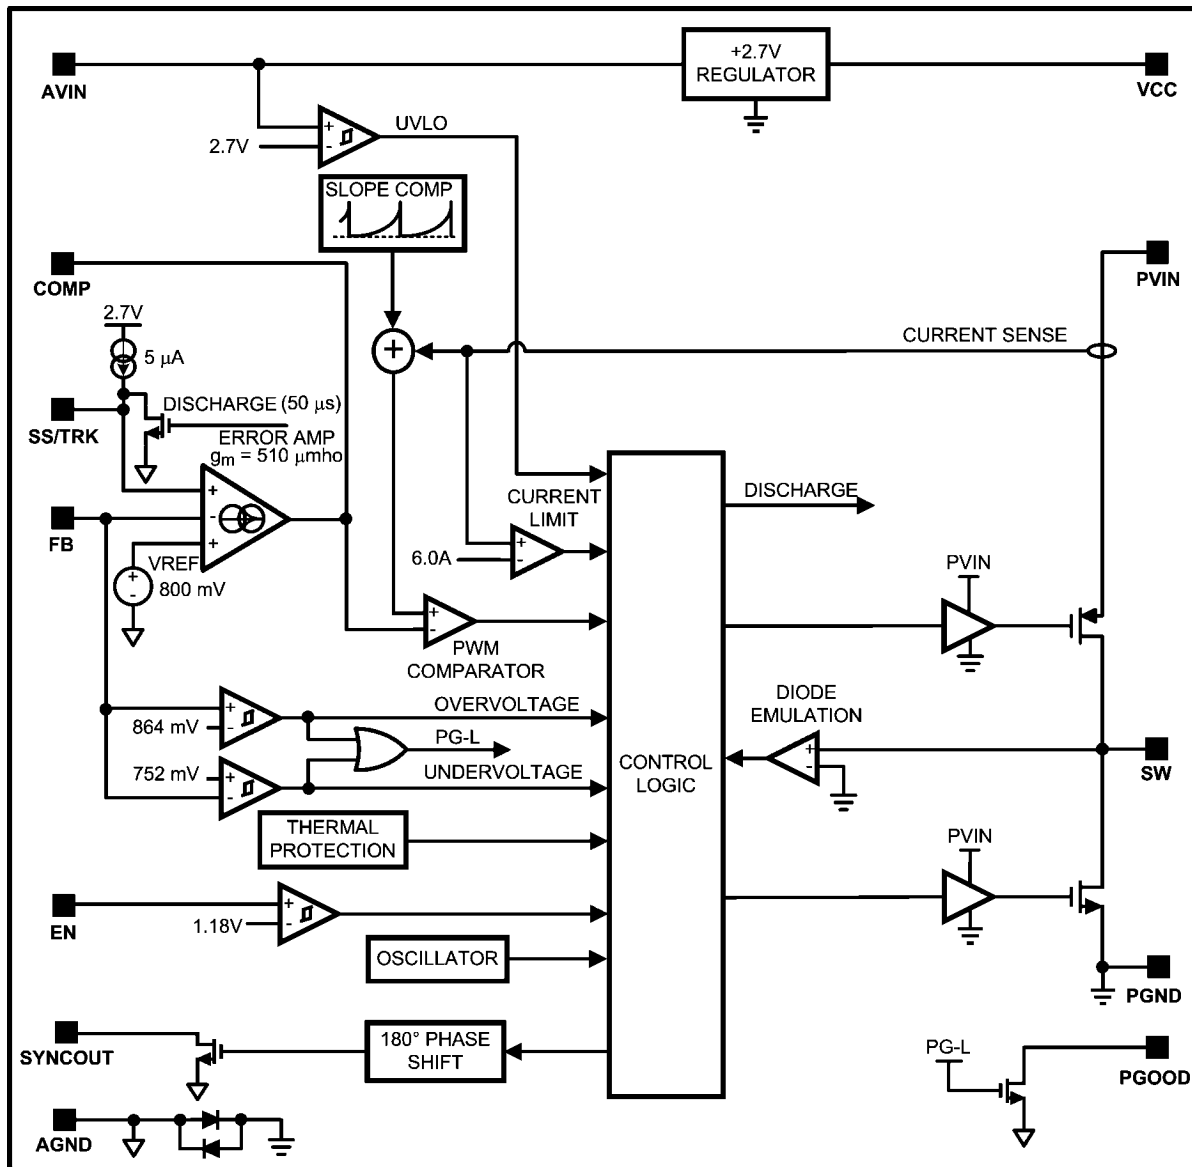 +2.7V
REGULATOR
AVIN
VCC
UVLO
+
2.7V
-
SLOPE COMP
COMP
PVIN
2.7V
5 μA
+
CURRENT SENSE
DISCHARGE (50 μs)
SS/TRK
ERROR AMP
gm = 510 μmho
+
FB
-
+
VREF
+
-
800 mV
CURRENT
LIMIT
+
6.0A
-
DISCHARGE
PVIN
+
-
PWM
COMPARATOR
OVERVOLTAGE
+
864 mV
-
PG-L
752 mV
+
-
UNDERVOLTAGE
DIODE
EMULATION
+
-
SW
CONTROL
LOGIC
THERMAL
PROTECTION
PVIN
+
1.18V
-
EN
OSCILLATOR
PGND
SYNCOUT
180° PHASE
SHIFT
PG-L
PGOOD
AGND